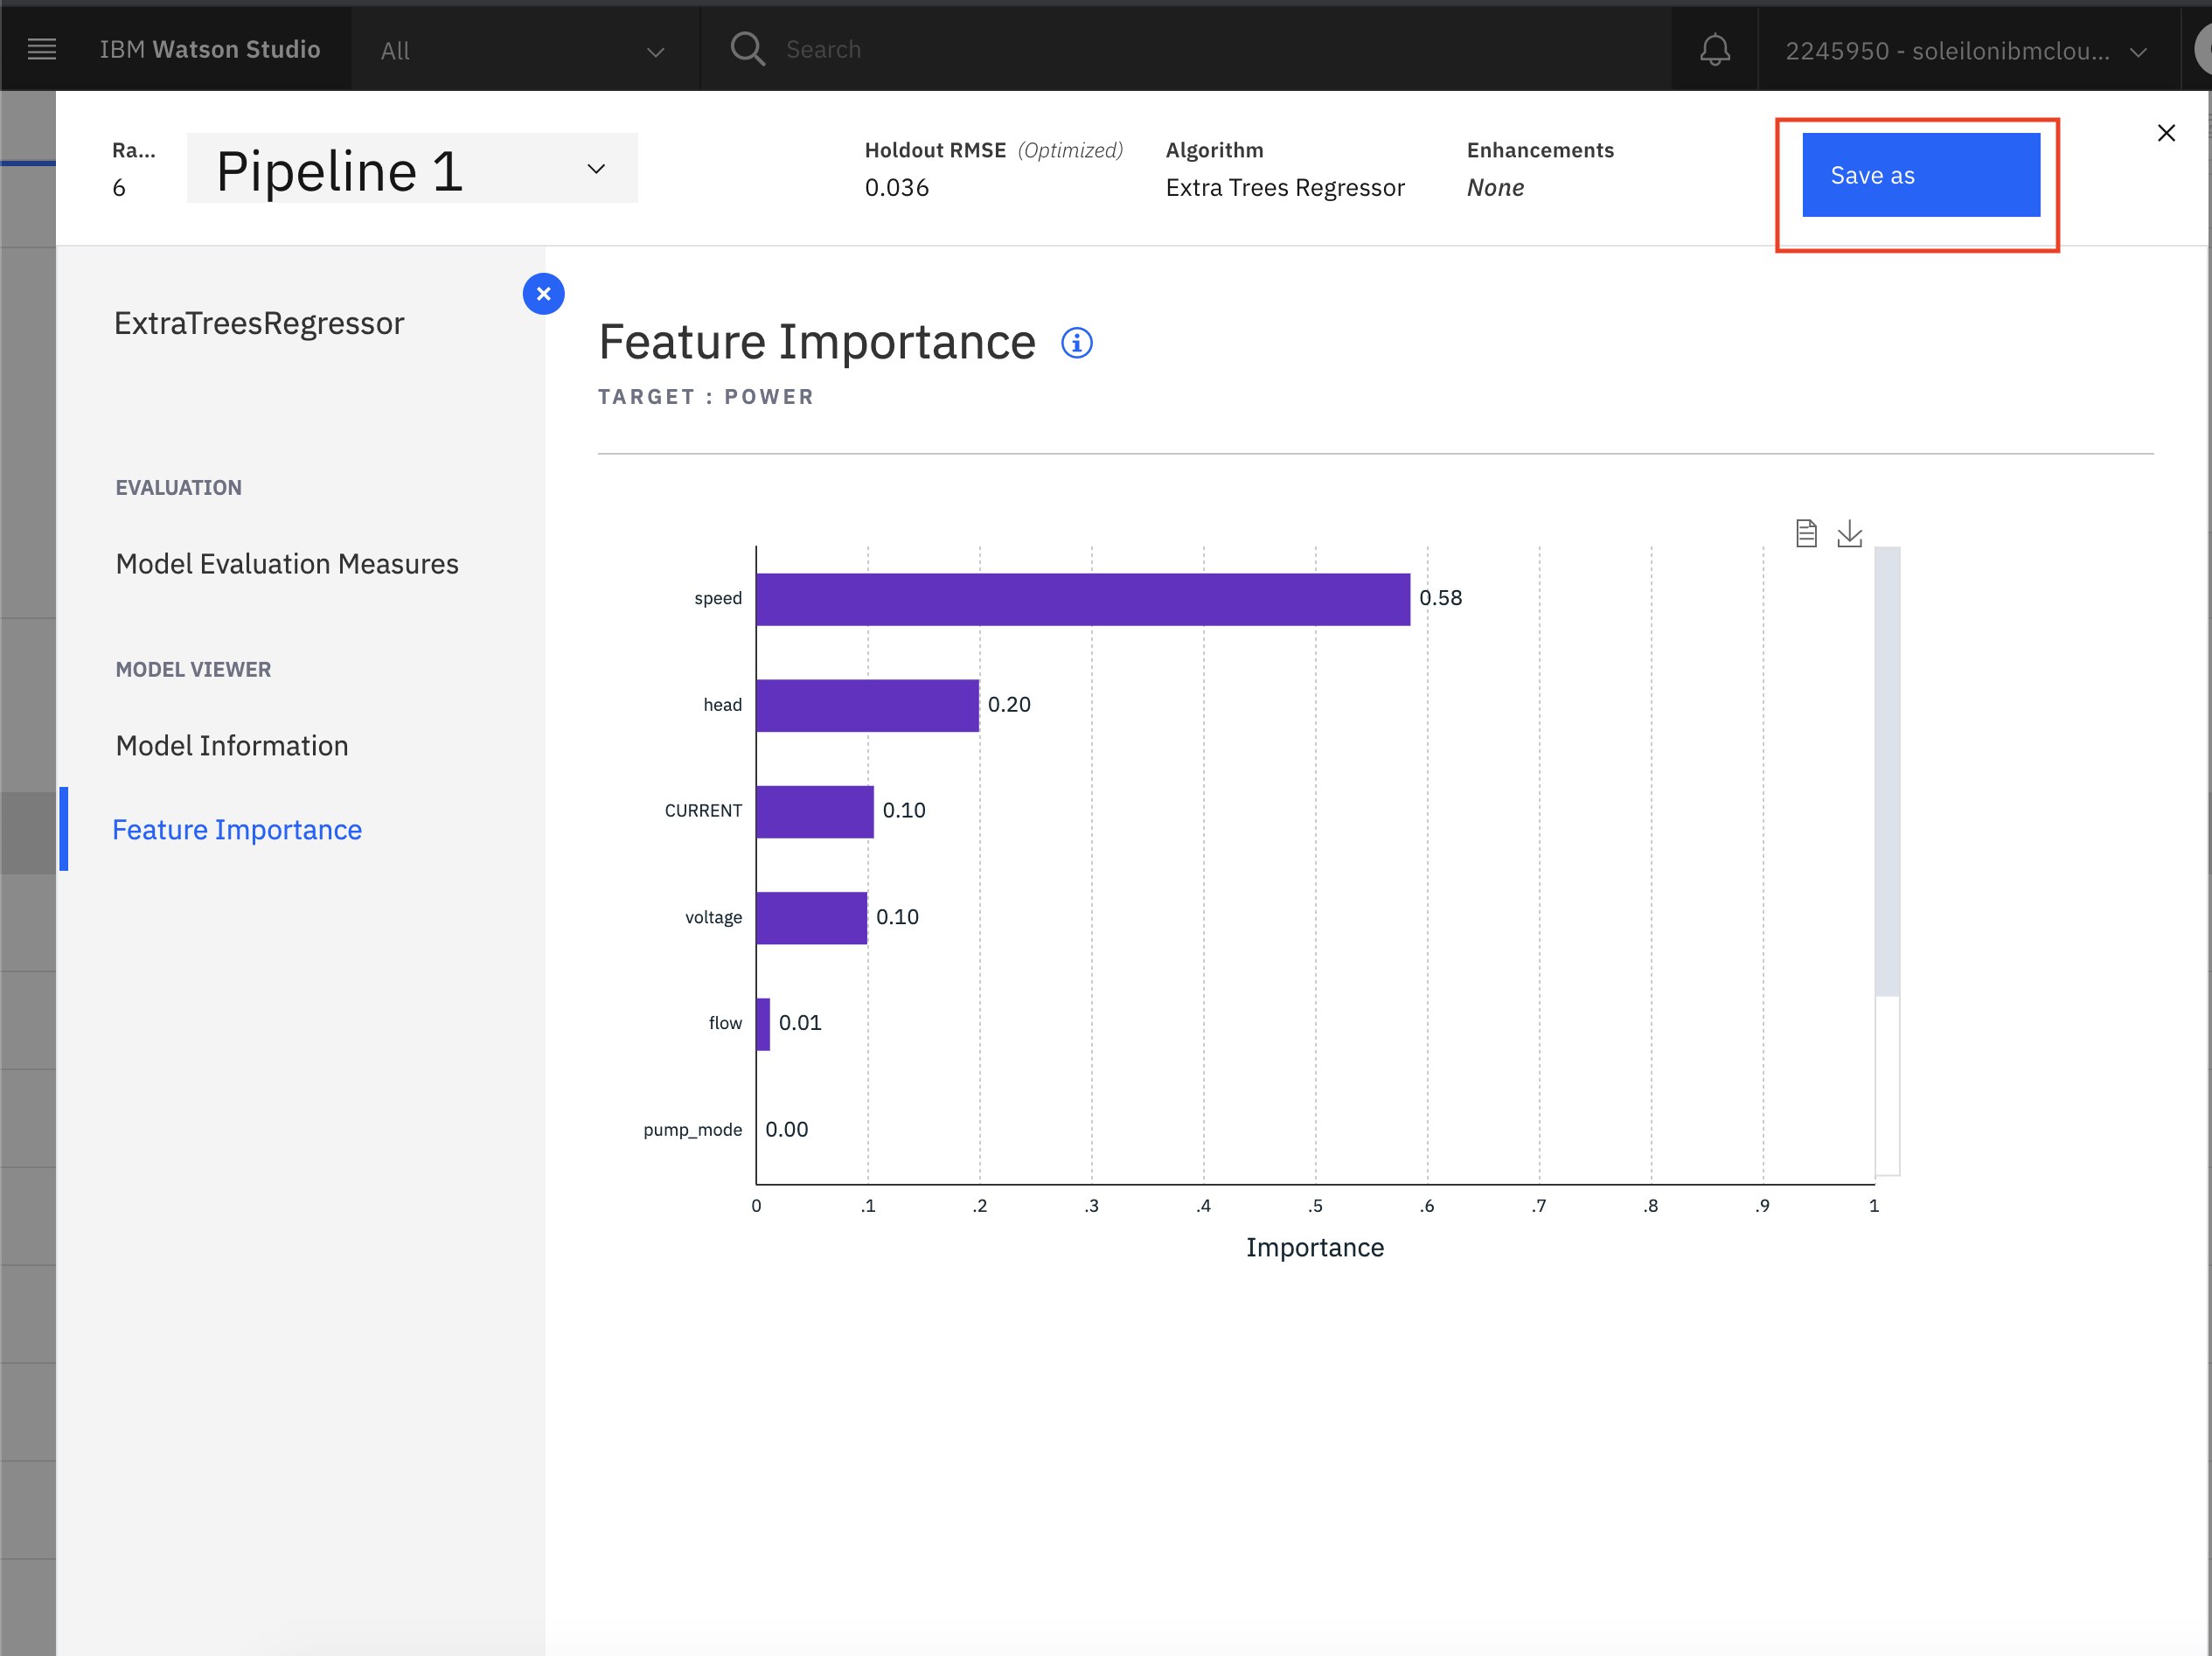 IBM Watson Studio
All
Search
2245950 - soleilonibmclou...
Ra...
6
Pipeline 1
Holdout RMSE (Optimized)
0.036
Algorithm
Extra Trees Regressor
Enhancements
None
Save as
ExtraTreesRegressor
EVALUATION
Model Evaluation Measures
MODEL VIEWER
Model Information
Feature Importance
Feature Importance
TARGET : POWER
speed 0.58
head 0.20
CURRENT 0.10
voltage 0.10
flow 0.01
pump_mode 0.00
0 .1 .2 .3 .4 .5 .6 .7 .8 .9 1
Importance